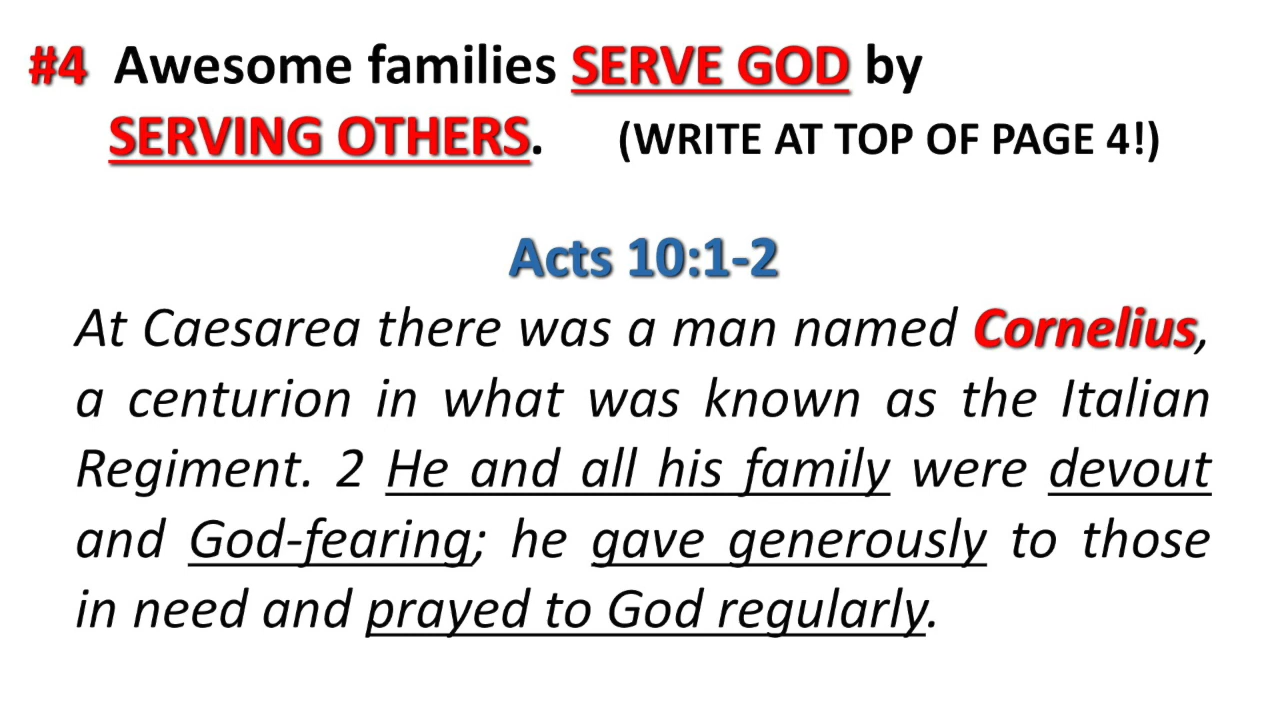 #4 Awesome families SERVE GOD by
SERVING OTHERS. (WRITE AT TOP OF PAGE 4!)
Acts 10:1-2
At Caesarea there was a man named Cornelius,
a centurion in what was known as the Italian
Regiment. 2 He and all his family were devout
and God-fearing; he gave generously to those
in need and prayed to God regularly.